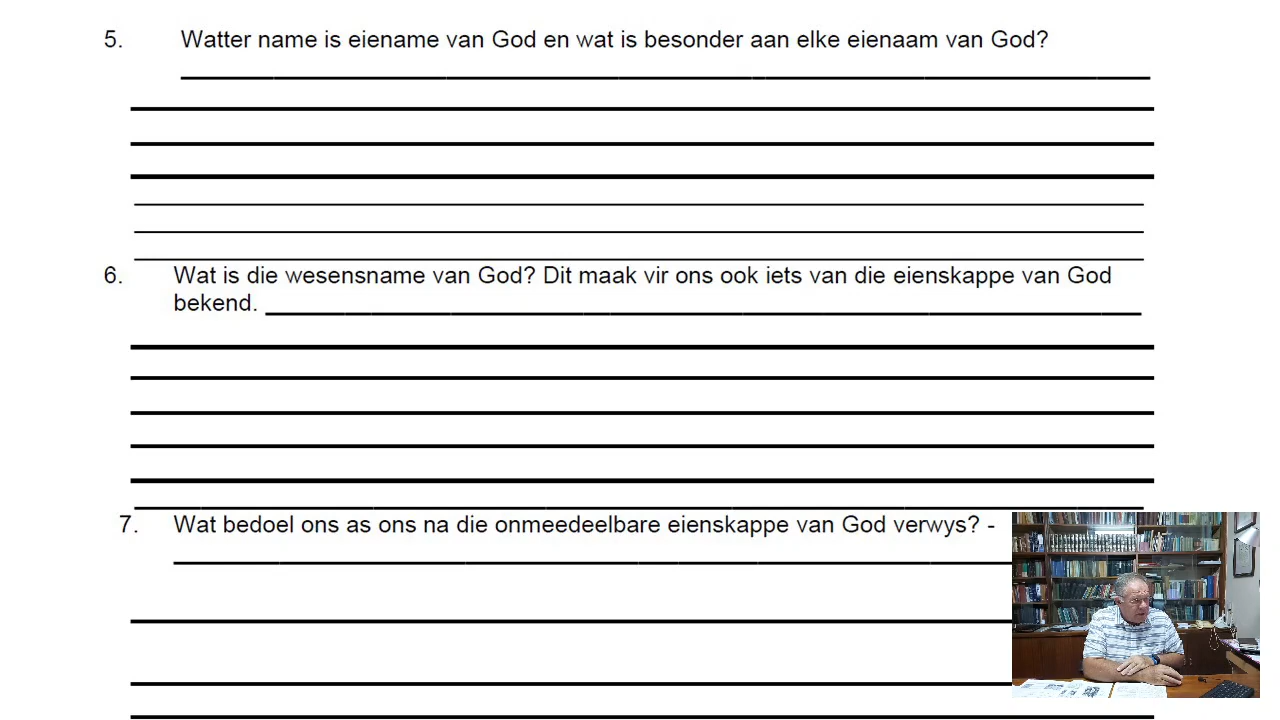 5. Watter name is eiename van God en wat is besonder aan elke eienaam van God?
6. Wat is die wesensname van God? Dit maak vir ons ook iets van die eienskappe van God
bekend.
7. Wat bedoel ons as ons na die onmeedeelbare eienskappe van God verwys? -